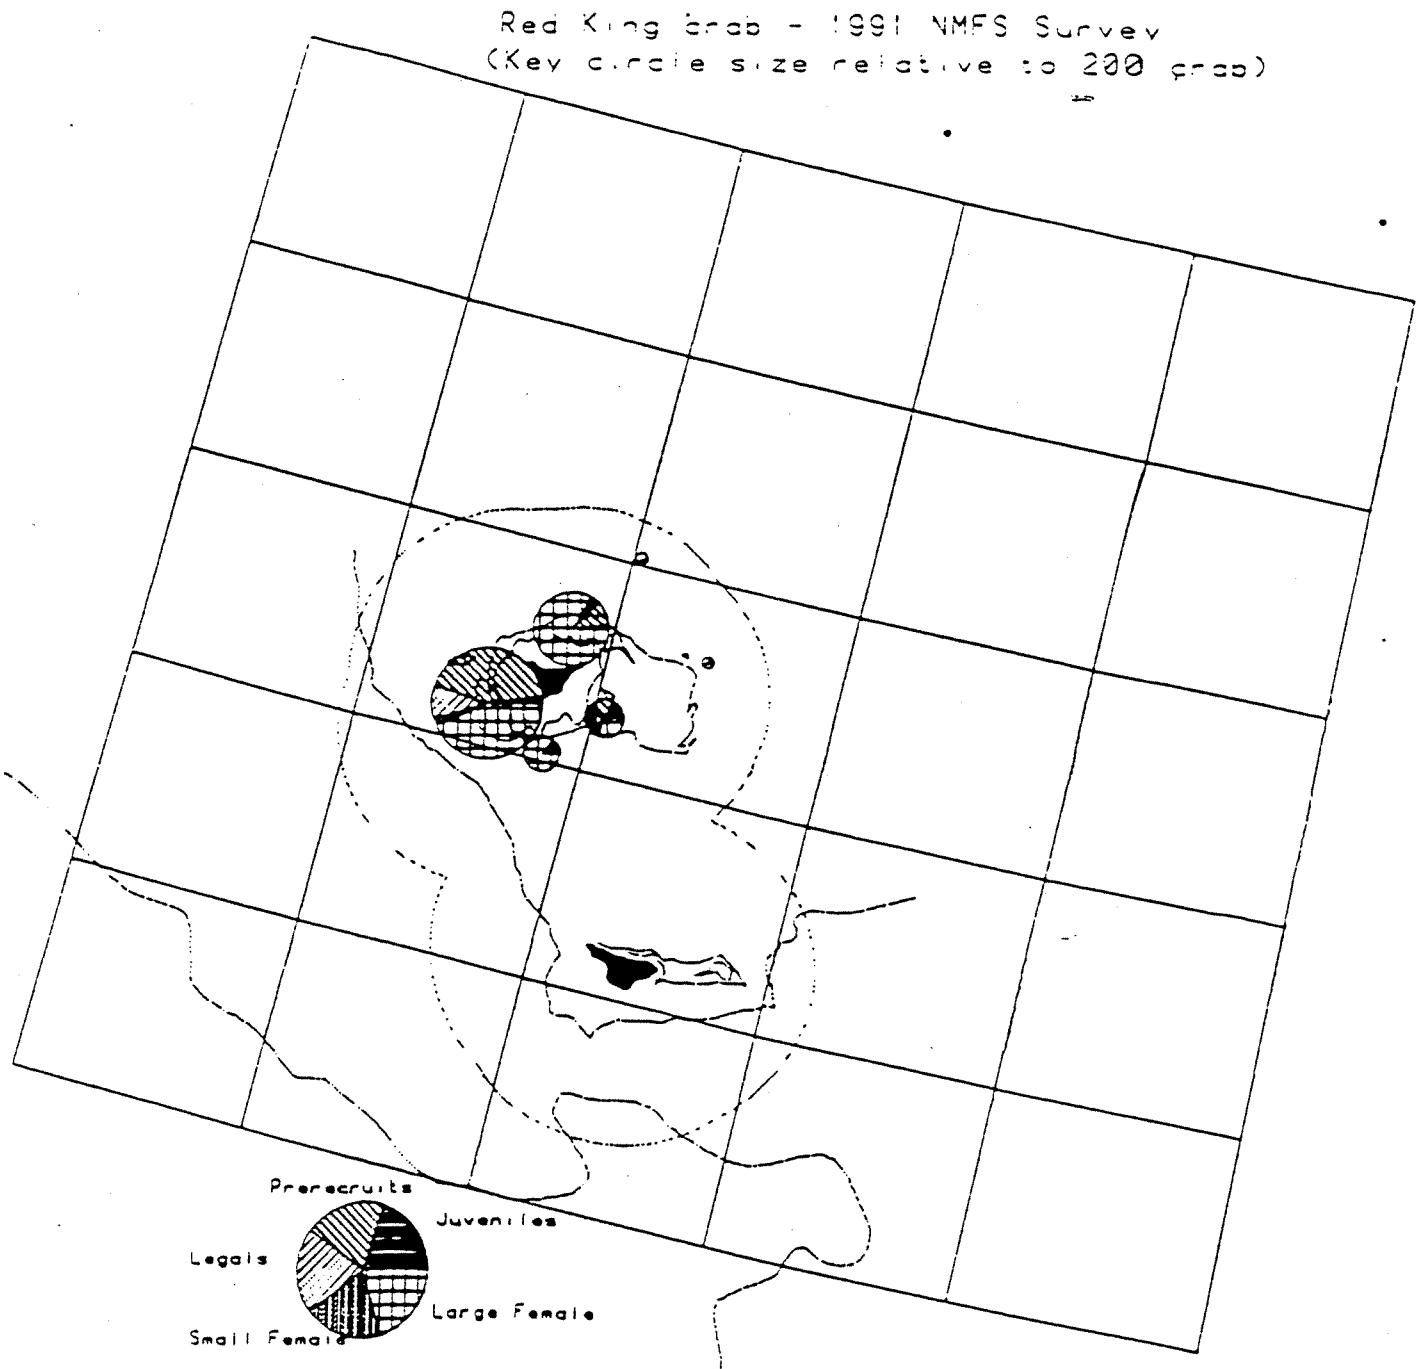 Red King Crab - 1991 NMFS Survey
(Key circle size relative to 200 crab)
Prerecruits
Juveniles
Legals
Large Female
Small Female